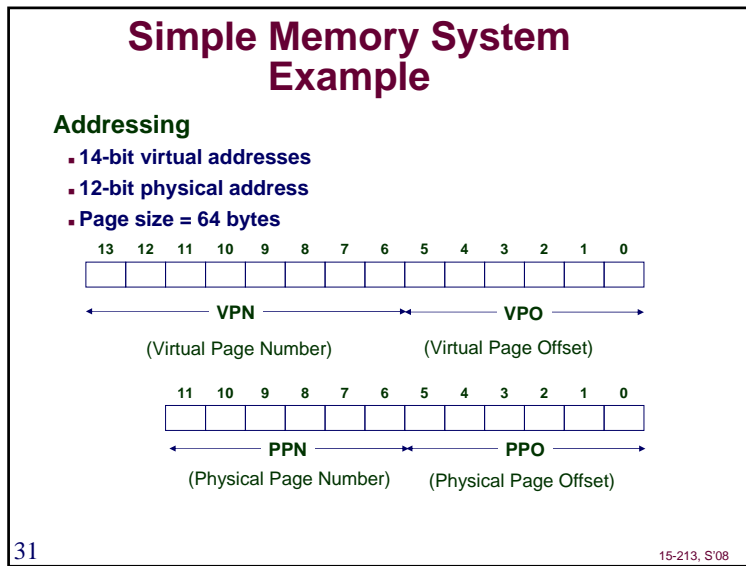 Simple Memory System
Example
Addressing
▪ 14-bit virtual addresses
▪ 12-bit physical address
▪ Page size = 64 bytes
13 12 11 10 9 8 7 6 5 4 3 2 1 0
VPN VPO
(Virtual Page Number) (Virtual Page Offset)
11 10 9 8 7 6 5 4 3 2 1 0
PPN PPO
(Physical Page Number) (Physical Page Offset)
31 15-213, S'08